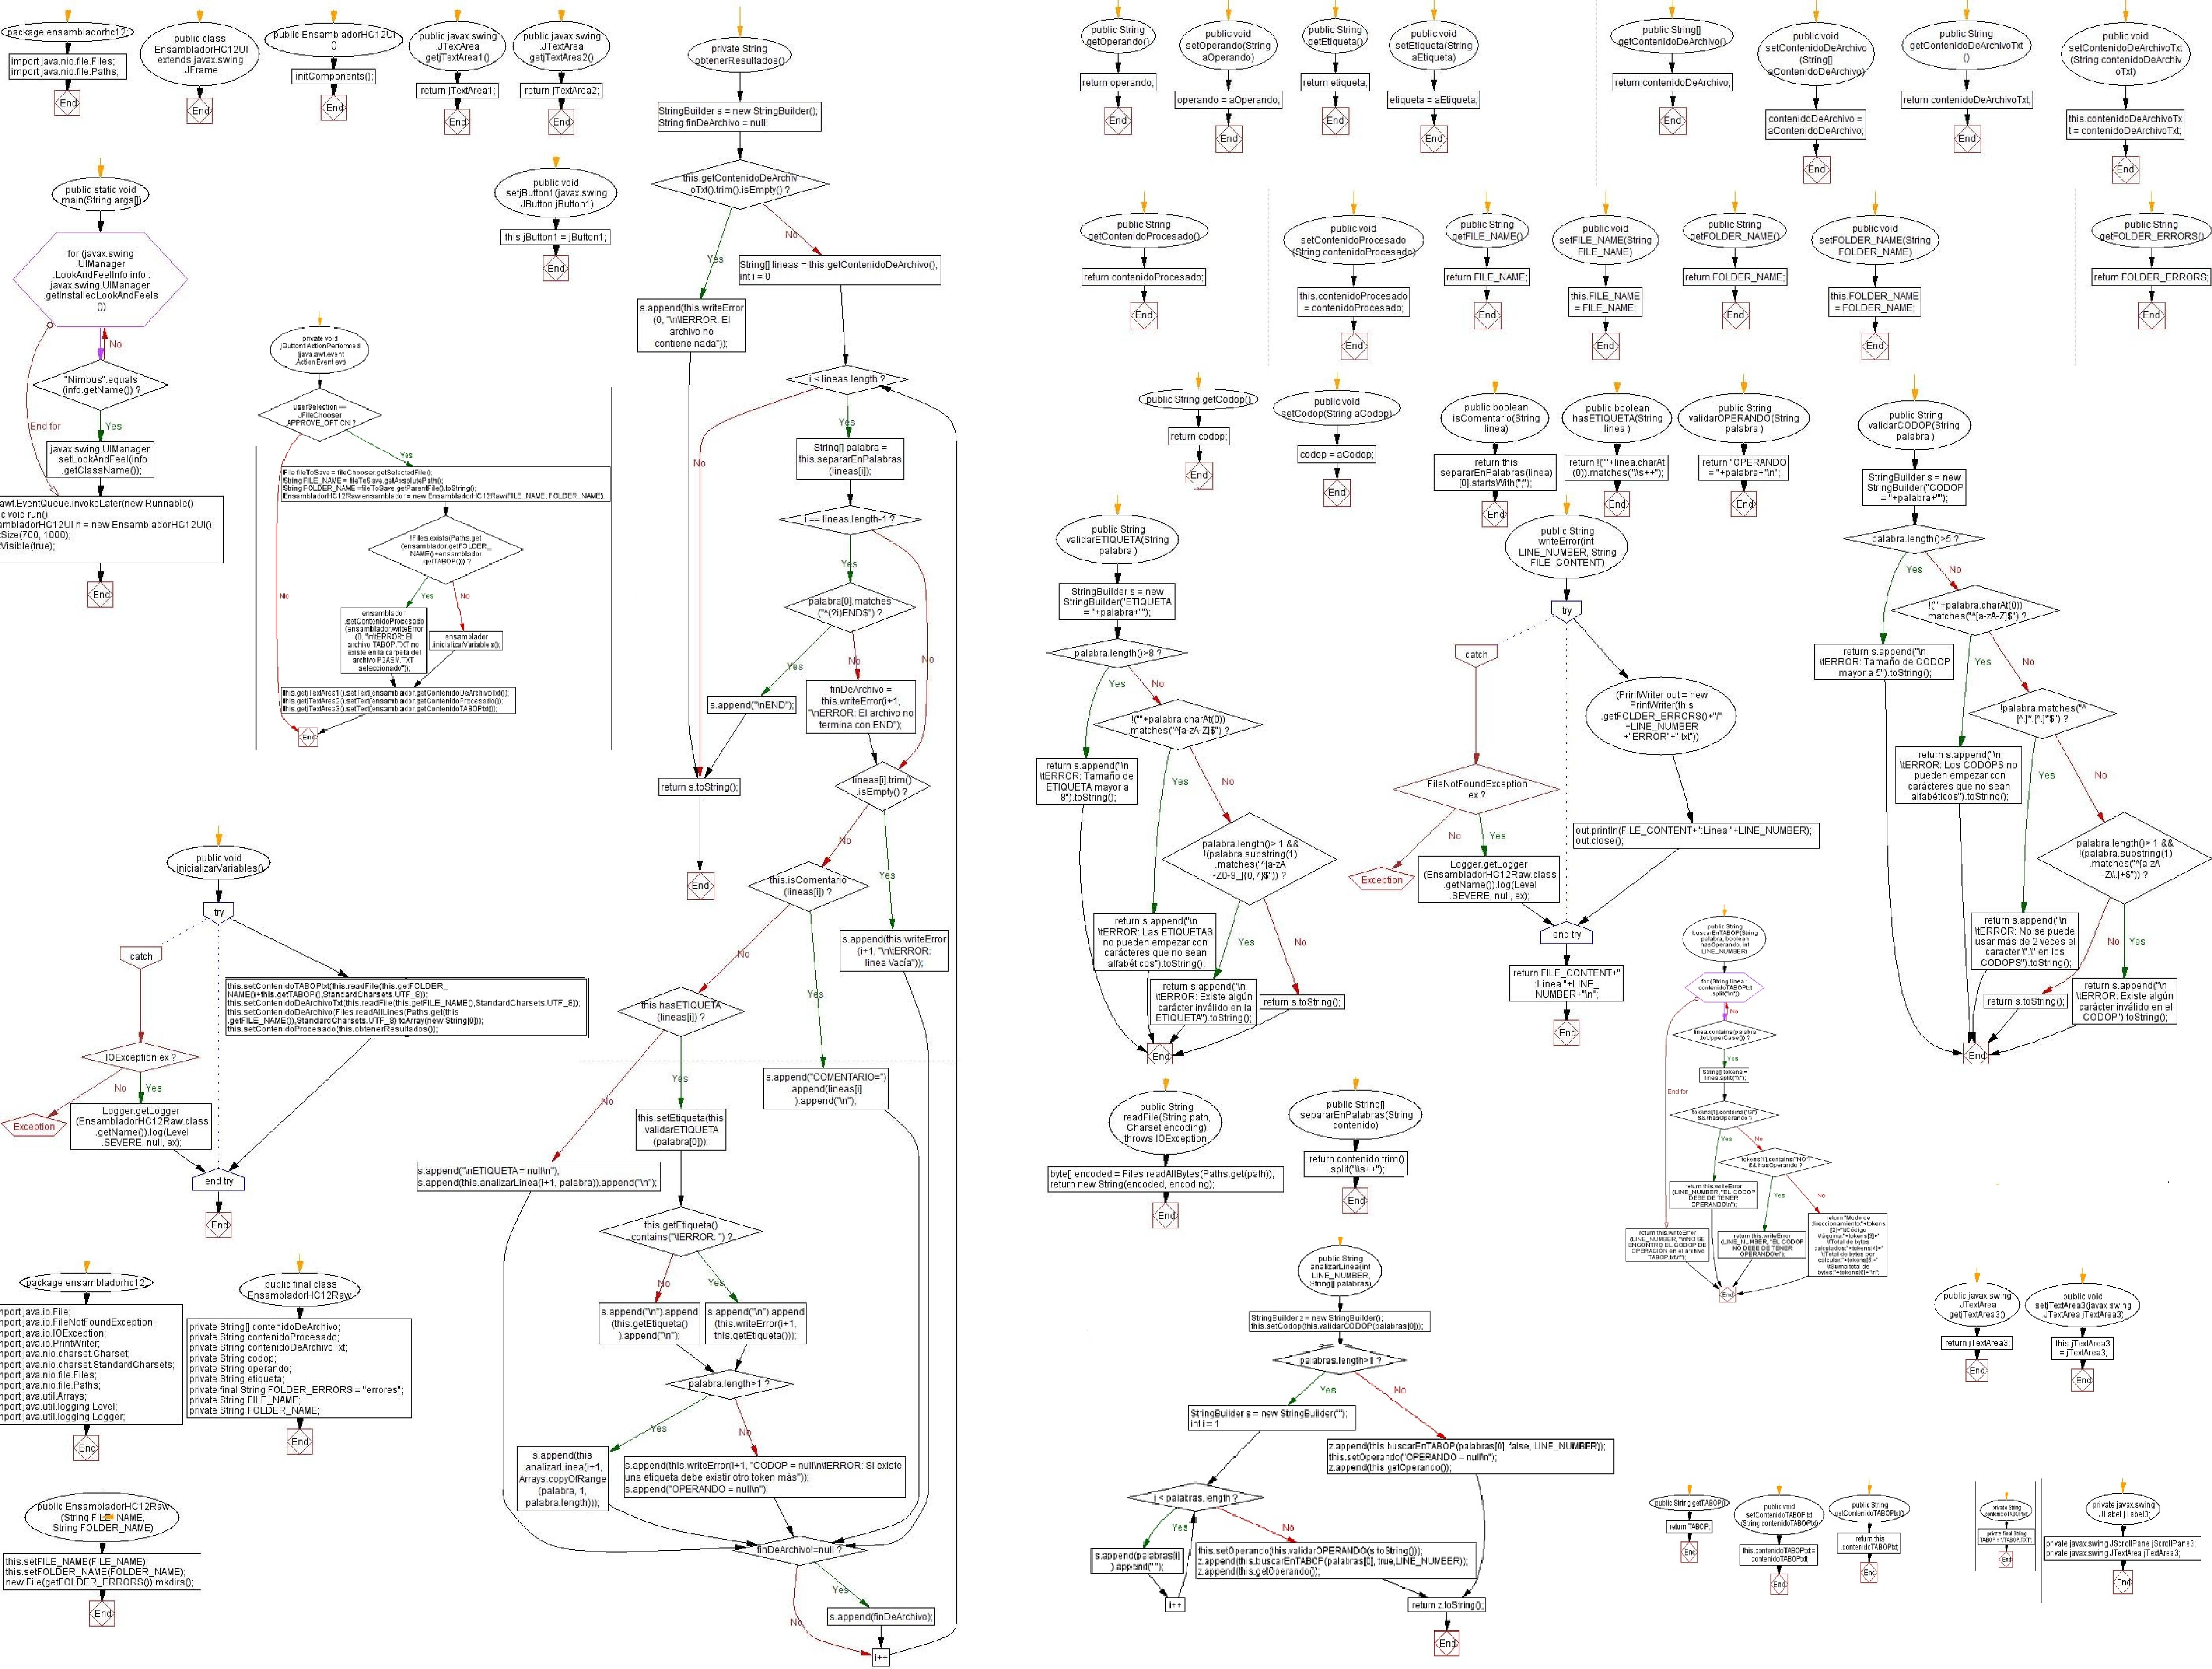 package ensambladorhc12;
import java.nio.file.Files;
import java.nio.file.Paths;
End
public class
EnsambladorHC12UI
extends javax.swing
.JFrame
End
public EnsambladorHC12UI
()
initComponents();
End
public javax.swing
.JTextArea
getjTextArea1()
return jTextArea1;
End
public javax.swing
.JTextArea
getjTextArea2()
return jTextArea2;
End
public static void
main(String args[])
for (javax.swing
.UIManager
.LookAndFeelInfo info :
javax.swing.UIManager
getInstalledLookAndFeels
())
No
"Nimbus".equals
(info.getName()) ?
End for
Yes
javax.swing.UIManager
.setLookAndFeel(info
.getClassName());
awt.EventQueue.invokeLater(new Runnable()
c void run()
ambladorHC12UI n = new EnsambladorHC12UI();
tSize(700, 1000);
tVisible(true);
End
public void
setjButton1(javax.swing
.JButton jButton1)
this.jButton1 = jButton1;
End
private void
jButton1ActionPerformed
(java.awt.event
.ActionEvent evt)
userSelection ==
JFileChooser
APPROVE_OPTION ?
Yes
No
File fileToSave = fileChooser.getSelectedFile();
String FILE_NAME = fileToSave.getAbsolutePath();
String FOLDER_NAME =fileToSave.getParentFile().toString();
EnsambladorHC12Raw ensamblador = new EnsambladorHC12Raw(FILE_NAME, FOLDER_NAME);
!Files.exists(Paths.get
(ensamblador.getFOLDER_
NAME()+ensamblador
.getTABOP())) ?
Yes
No
ensamblador
.setContenidoProcesado
(ensamblador.writeError
(0, "\n\tERROR: El
archivo TABOP.TXT no
existe en la carpeta del
archivo P2ASM.TXT
seleccionado"));
ensamblador
.inicializarVariables();
this.getjTextArea1().setText(ensamblador.getContenidoDeArchivoTxt());
this.getjTextArea2().setText(ensamblador.getContenidoProcesado());
this.getjTextArea3().setText(ensamblador.getContenidoTABOPtxt());
End
private String
obtenerResultados()
StringBuilder s = new StringBuilder();
String finDeArchivo = null;
this.getContenidoDeArchiv
oTxt().trim().isEmpty() ?
Yes
No
s.append(this.writeError
(0, "\n\tERROR: El
archivo no
contiene nada"));
String[] lineas = this.getContenidoDeArchivo();
int i = 0
i < lineas.length ?
Yes
No
String[] palabra =
this.separarEnPalabras
(lineas[i]);
i == lineas.length-1 ?
Yes
No
palabra[0].matches
("^(?i)END$") ?
Yes
No
s.append("\nEND");
finDeArchivo =
this.writeError(i+1,
"\nERROR: El archivo no
termina con END");
return s.toString();
End
lineas[i].trim()
.isEmpty() ?
No
Yes
this.isComentario
(lineas[i]) ?
No
Yes
s.append(this.writeError
(i+1, "\n\tERROR:
linea Vacía"));
this.hasETIQUETA
(lineas[i]) ?
No
Yes
s.append("COMENTARIO=")
.append(lineas[i]
).append("\n");
this.setEtiqueta(this
.validarETIQUETA
(palabra[0]));
s.append("\nETIQUETA = null\n");
s.append(this.analizarLinea(i+1, palabra)).append("\n");
this.getEtiqueta()
contains("\tERROR: ") ?
No
Yes
s.append("\n").append
(this.getEtiqueta()
).append("\n");
s.append("\n").append
(this.writeError(i+1,
this.getEtiqueta()));
palabra.length>1 ?
Yes
No
s.append(this
.analizarLinea(i+1,
Arrays.copyOfRange
(palabra, 1,
palabra.length)));
s.append(this.writeError(i+1, "CODOP = null\n\tERROR: Si existe
una etiqueta debe existir otro token más"));
s.append("OPERANDO = null\n");
finDeArchivo!=null ?
Yes
No
s.append(finDeArchivo);
i++
public void
inicializarVariables()
try
catch
this.setContenidoTABOPtxt(this.readFile(this.getFOLDER_
NAME()+this.getTABOP(),StandardCharsets.UTF_8));
this.setContenidoDeArchivoTxt(this.readFile(this.getFILE_NAME(),StandardCharsets.UTF_8));
this.setContenidoDeArchivo(Files.readAllLines(Paths.get(this
.getFILE_NAME()),StandardCharsets.UTF_8).toArray(new String[0]));
this.setContenidoProcesado(this.obtenerResultados());
IOException ex ?
No
Yes
Exception
Logger.getLogger
(EnsambladorHC12Raw.class
.getName()).log(Level
.SEVERE, null, ex);
end try
End
package ensambladorhc12;
mport java.io.File;
mport java.io.FileNotFoundException;
mport java.io.IOException;
mport java.io.PrintWriter;
mport java.nio.charset.Charset;
mport java.nio.charset.StandardCharsets;
mport java.nio.file.Files;
mport java.nio.file.Paths;
mport java.util.Arrays;
mport java.util.logging.Level;
mport java.util.logging.Logger;
End
public final class
EnsambladorHC12Raw
private String[] contenidoDeArchivo;
private String contenidoProcesado;
private String contenidoDeArchivoTxt;
private String codop;
private String operando;
private String etiqueta;
private final String FOLDER_ERRORS = "errores";
private String FILE_NAME;
private String FOLDER_NAME;
End
public EnsambladorHC12Raw
(String FILE_NAME,
String FOLDER_NAME)
this.setFILE_NAME(FILE_NAME);
this.setFOLDER_NAME(FOLDER_NAME);
new File(getFOLDER_ERRORS()).mkdirs();
End
public String
getOperando()
return operando;
End
public void
setOperando(String
aOperando)
operando = aOperando;
End
public String
getEtiqueta()
return etiqueta;
End
public void
setEtiqueta(String
aEtiqueta)
etiqueta = aEtiqueta;
End
public String[]
getContenidoDeArchivo()
return contenidoDeArchivo;
End
public void
setContenidoDeArchivo
(String[]
aContenidoDeArchivo)
contenidoDeArchivo =
aContenidoDeArchivo;
End
public String
getContenidoDeArchivoTxt
()
return contenidoDeArchivoTxt;
End
public void
setContenidoDeArchivoTxt
(String contenidoDeArchiv
oTxt)
this.contenidoDeArchivoTx
t = contenidoDeArchivoTxt;
End
public String
getContenidoProcesado()
return contenidoProcesado;
End
public void
setContenidoProcesado
(String contenidoProcesado)
this.contenidoProcesado
= contenidoProcesado;
End
public String
getFILE_NAME()
return FILE_NAME;
End
public void
setFILE_NAME(String
FILE_NAME)
this.FILE_NAME
= FILE_NAME;
End
public String
getFOLDER_NAME()
return FOLDER_NAME;
End
public void
setFOLDER_NAME(String
FOLDER_NAME)
this.FOLDER_NAME
= FOLDER_NAME;
End
public String
getFOLDER_ERRORS()
return FOLDER_ERRORS;
End
public String getCodop()
return codop;
End
public void
setCodop(String aCodop)
codop = aCodop;
End
public boolean
isComentario(String
linea)
return this
.separarEnPalabras(linea)
[0].startsWith(";");
End
public boolean
hasETIQUETA(String
linea )
return !(""+linea.charAt
(0)).matches("\\s++");
End
public String
validarOPERANDO(String
palabra )
return "OPERANDO
= "+palabra+"\n";
End
public String
validarCODOP(String
palabra )
StringBuilder s = new
StringBuilder("CODOP
= "+palabra+"");
palabra.length()>5 ?
Yes
No
return s.append("\n
\tERROR: Tamaño de CODOP
mayor a 5").toString();
!(""+palabra.charAt(0))
.matches("^[a-zA-Z]$") ?
Yes
No
return s.append("\n
\tERROR: Los CODOPS no
pueden empezar con
carácteres que no sean
alfabéticos").toString();
!palabra.matches("^
[^.]*.[^.]*$") ?
Yes
No
return s.append("\n
\tERROR: No se puede
usar más de 2 veces el
caracter \".\" en los
CODOPS").toString();
palabra.length()> 1 &&
!(palabra.substring(1)
.matches("^[a-zA
-Z\\.]+$")) ?
No
Yes
return s.toString();
return s.append("\n
\tERROR: Existe algún
carácter inválido en el
CODOP").toString();
End
public String
validarETIQUETA(String
palabra )
StringBuilder s = new
StringBuilder("ETIQUETA
= "+palabra+"");
palabra.length()>8 ?
Yes
No
return s.append("\n
\tERROR: Tamaño de
ETIQUETA mayor a
8").toString();
!(""+palabra.charAt(0))
.matches("^[a-zA-Z]$") ?
Yes
No
return s.append("\n
\tERROR: Las ETIQUETAS
no pueden empezar con
carácteres que no sean
alfabéticos").toString();
palabra.length()> 1 &&
!(palabra.substring(1)
.matches("^[a-zA
-Z0-9_]{0,7}$")) ?
Yes
No
return s.append("\n
\tERROR: Existe algún
carácter inválido en la
ETIQUETA").toString();
return s.toString();
End
public String
writeError(int
LINE_NUMBER, String
FILE_CONTENT)
try
catch
(PrintWriter out = new
PrintWriter(this
.getFOLDER_ERRORS()+"/"
+LINE_NUMBER
+"ERROR"+".txt"))
FileNotFoundException
ex ?
No
Yes
Exception
Logger.getLogger
(EnsambladorHC12Raw.class
.getName()).log(Level
.SEVERE, null, ex);
out.println(FILE_CONTENT+":Linea "+LINE_NUMBER);
out.close();
end try
return FILE_CONTENT+"
:Linea "+LINE_
NUMBER+"\n";
End
public String
buscarEnTABOP(String
palabra, boolean
hasOperando, int
LINE_NUMBER)
for (String linea :
contenidoTABOPtxt
.split("\n"))
No
linea.contains(palabra
.toUpperCase()) ?
Yes
End for
String[] tokens =
linea.split("\t");
tokens[1].contains("SI")
&& !hasOperando ?
Yes
No
tokens[1].contains("NO")
&& hasOperando ?
Yes
No
return this.writeError
(LINE_NUMBER, "EL CODOP
DEBE DE TENER
OPERANDO\n");
return this.writeError
(LINE_NUMBER, "\n\nNO SE
ENCONTRO EL CODOP DE
OPERACIÓN en el archivo
TABOP.txt\n");
return this.writeError
(LINE_NUMBER, "EL CODOP
NO DEBE DE TENER
OPERANDO\n");
return "Modo de
direccionamiento:"+tokens
[2]+"\tCódigo
Máquina:"+tokens[3]+"
\tTotal de bytes
calculados:"+tokens[4]+"
\tTotal de bytes por
calcular:"+tokens[5]+"
\tSuma total de
bytes:"+tokens[6]+"\n";
End
public String
readFile(String path,
Charset encoding)
throws IOException
byte[] encoded = Files.readAllBytes(Paths.get(path));
return new String(encoded, encoding);
End
public String[]
separarEnPalabras(String
contenido)
return contenido.trim()
.split("\\s++");
End
public String
analizarLinea(int
LINE_NUMBER,
String[] palabras)
StringBuilder z = new StringBuilder();
this.setCodop(this.validarCODOP(palabras[0]));
palabras.length>1 ?
Yes
No
StringBuilder s = new StringBuilder("");
int i = 1
z.append(this.buscarEnTABOP(palabras[0], false, LINE_NUMBER));
this.setOperando("OPERANDO = null\n");
z.append(this.getOperando());
i < palabras.length ?
Yes
No
s.append(palabras[i]
).append(" ");
i++
this.setOperando(this.validarOPERANDO(s.toString()));
z.append(this.buscarEnTABOP(palabras[0], true,LINE_NUMBER));
z.append(this.getOperando());
return z.toString();
End
public javax.swing
.JTextArea
getjTextArea3()
return jTextArea3;
End
public void
setjTextArea3(javax.swing
.JTextArea jTextArea3)
this.jTextArea3
= jTextArea3;
End
public String getTABOP()
return TABOP;
End
public void
setContenidoTABOPtxt
(String contenidoTABOPtxt)
this.contenidoTABOPtxt =
contenidoTABOPtxt;
End
public String
getContenidoTABOPtxt()
return this
.contenidoTABOPtxt;
End
private String
contenidoTABOPtxt;
private final String
TABOP = "\\TABOP.TXT";
End
private javax.swing
.JLabel jLabel3;
private javax.swing.JScrollPane jScrollPane3;
private javax.swing.JTextArea jTextArea3;
End